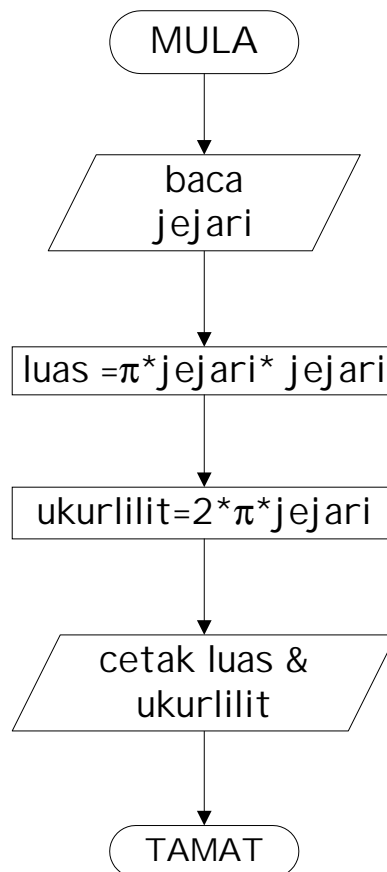 MULA
baca
jejari
luas =π*jejari* jejari
ukurlilit=2*π*jejari
cetak luas &
ukurlilit
TAMAT